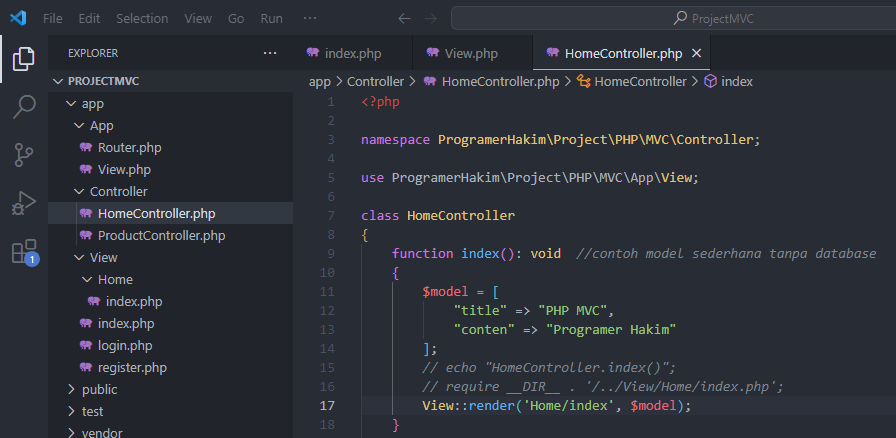 File Edit Selection View Go Run ··· ProjectMVC
EXPLORER ···
PROJECTMVC
app
App
Router.php
View.php
Controller
HomeController.php
ProductController.php
View
Home
index.php
index.php
login.php
register.php
public
test
vendor
1
index.php View.php HomeController.php
app > Controller > HomeController.php > HomeController > index
1 <?php
2
3 namespace ProgramerHakim\Project\PHP\MVC\Controller;
4
5 use ProgramerHakim\Project\PHP\MVC\App\View;
6
7 class HomeController
8 {
9 function index(): void //contoh model sederhana tanpa database
10 {
11 $model = [
12 "title" => "PHP MVC",
13 "conten" => "Programer Hakim"
14 ];
15 // echo "HomeController.index()";
16 // require __DIR__ . '/../View/Home/index.php';
17 View::render('Home/index', $model);
18 }